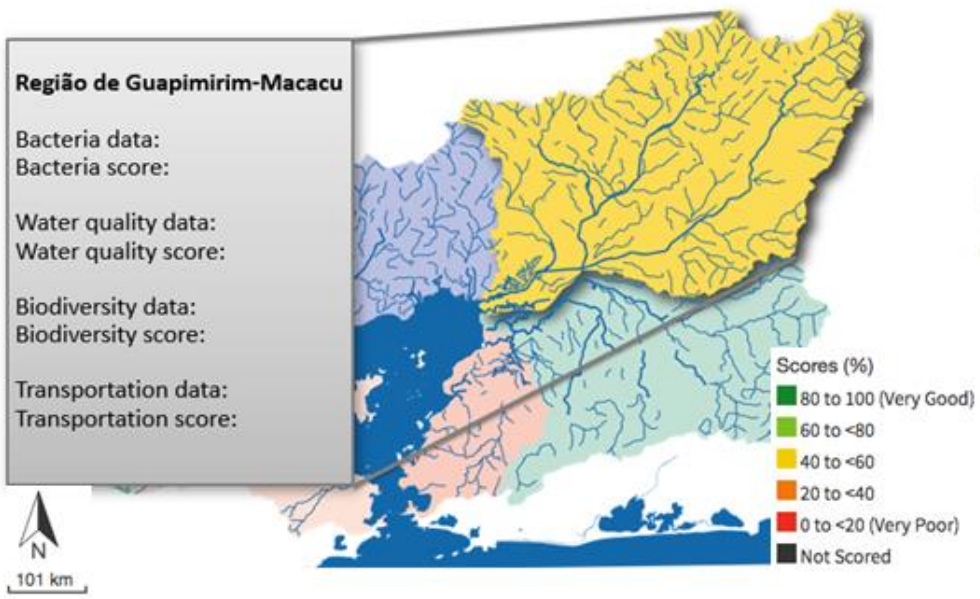 Região de Guapimirim-Macacu
Bacteria data:
Bacteria score:
Water quality data:
Water quality score:
Biodiversity data:
Biodiversity score:
Transportation data:
Transportation score:
N
101 km
Scores (%)
80 to 100 (Very Good)
60 to <80
40 to <60
20 to <40
0 to <20 (Very Poor)
Not Scored